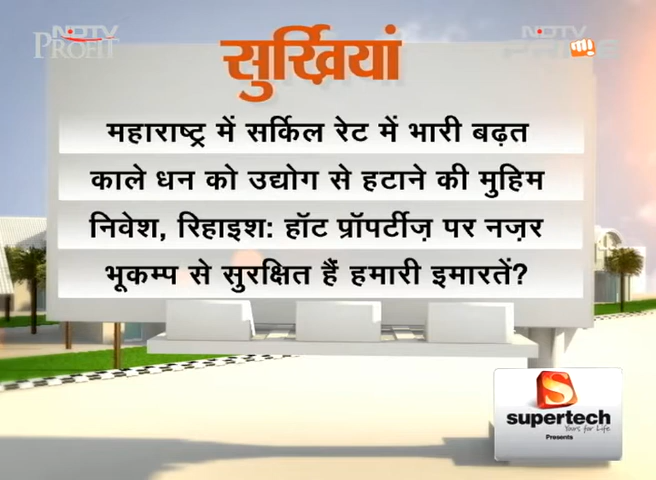 NDTV
PROFIT
NDTV
PRIME
सुर्खियां
महाराष्ट्र में सर्किल रेट में भारी बढ़त
काले धन को उद्योग से हटाने की मुहिम
निवेश, रिहाइश: हॉट प्रॉपर्टीज़ पर नज़र
भूकम्प से सुरक्षित हैं हमारी इमारतें?
S
supertech
Yours for Life
Presents